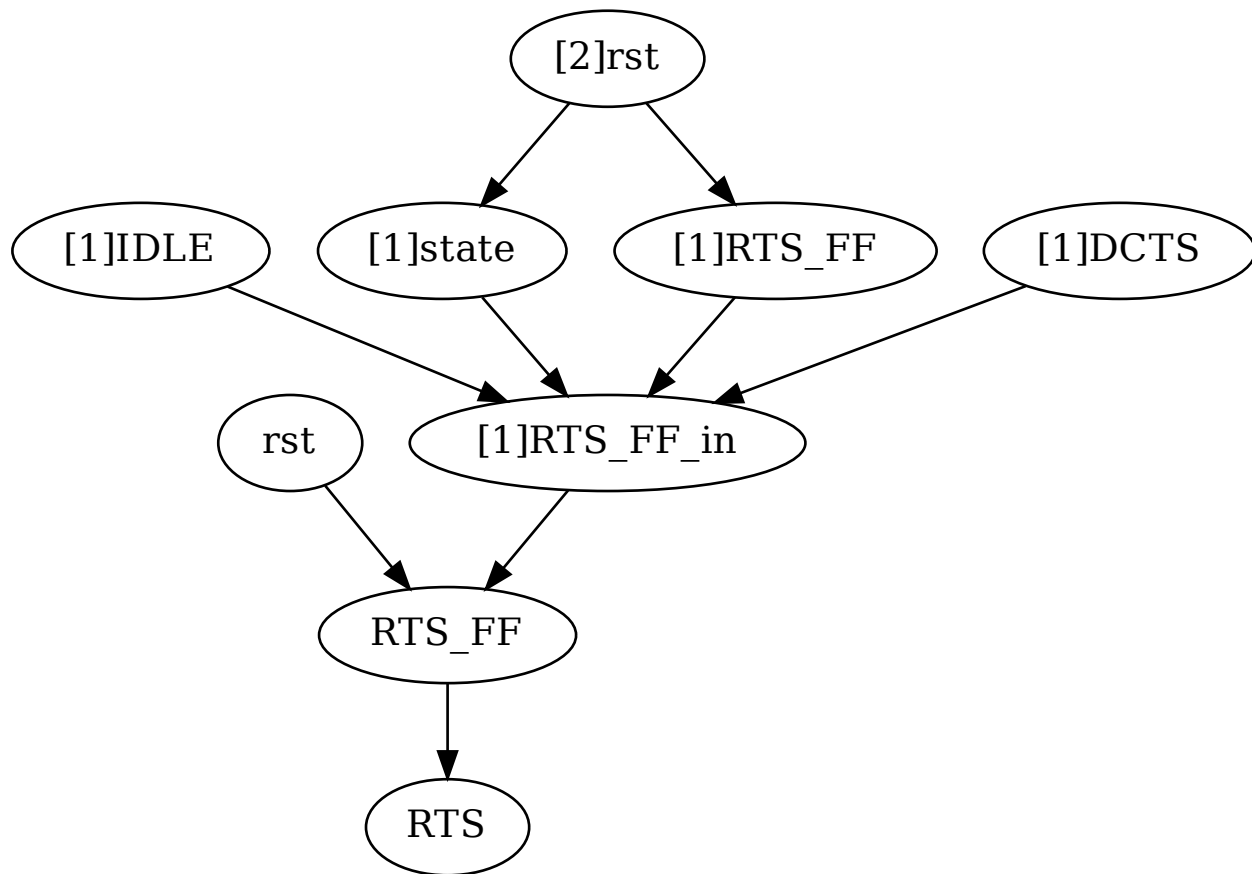 [2]rst
[1]IDLE
[1]state
[1]RTS_FF
[1]DCTS
rst
[1]RTS_FF_in
RTS_FF
RTS